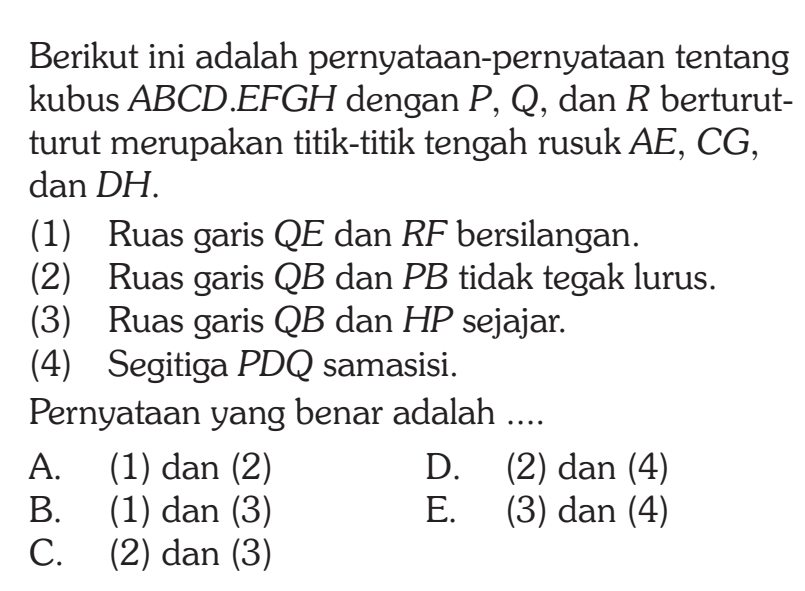 Berikut ini adalah pernyataan-pernyataan tentang
kubus ABCD.EFGH dengan P, Q, dan R berturut-
turut merupakan titik-titik tengah rusuk AE, CG,
dan DH.
(1) Ruas garis QE dan RF bersilangan.
(2) Ruas garis QB dan PB tidak tegak lurus.
(3) Ruas garis QB dan HP sejajar.
(4) Segitiga PDQ samasisi.
Pernyataan yang benar adalah ....
A. (1) dan (2) D. (2) dan (4)
B. (1) dan (3) E. (3) dan (4)
C. (2) dan (3)